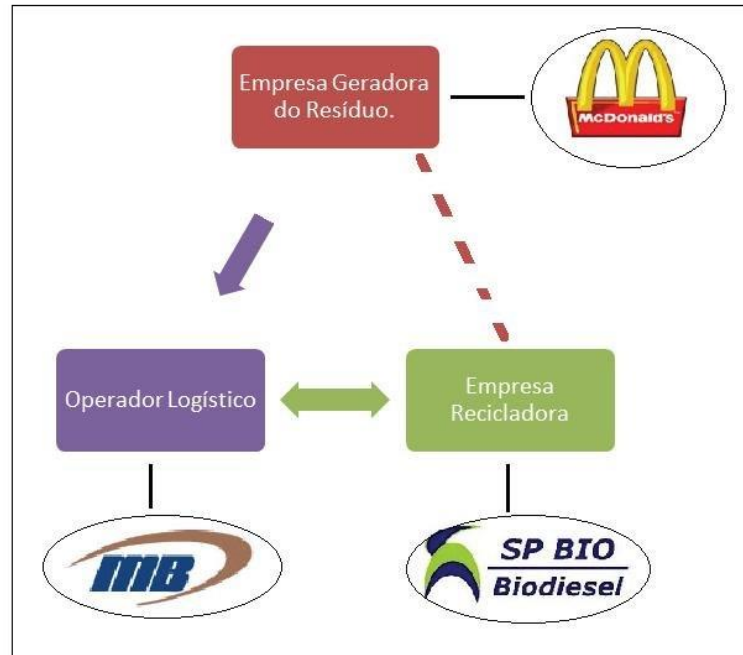 Empresa Geradora
do Resíduo.
McDonald's
Operador Logístico
Empresa
Recicladora
MB
SP BIO
Biodiesel